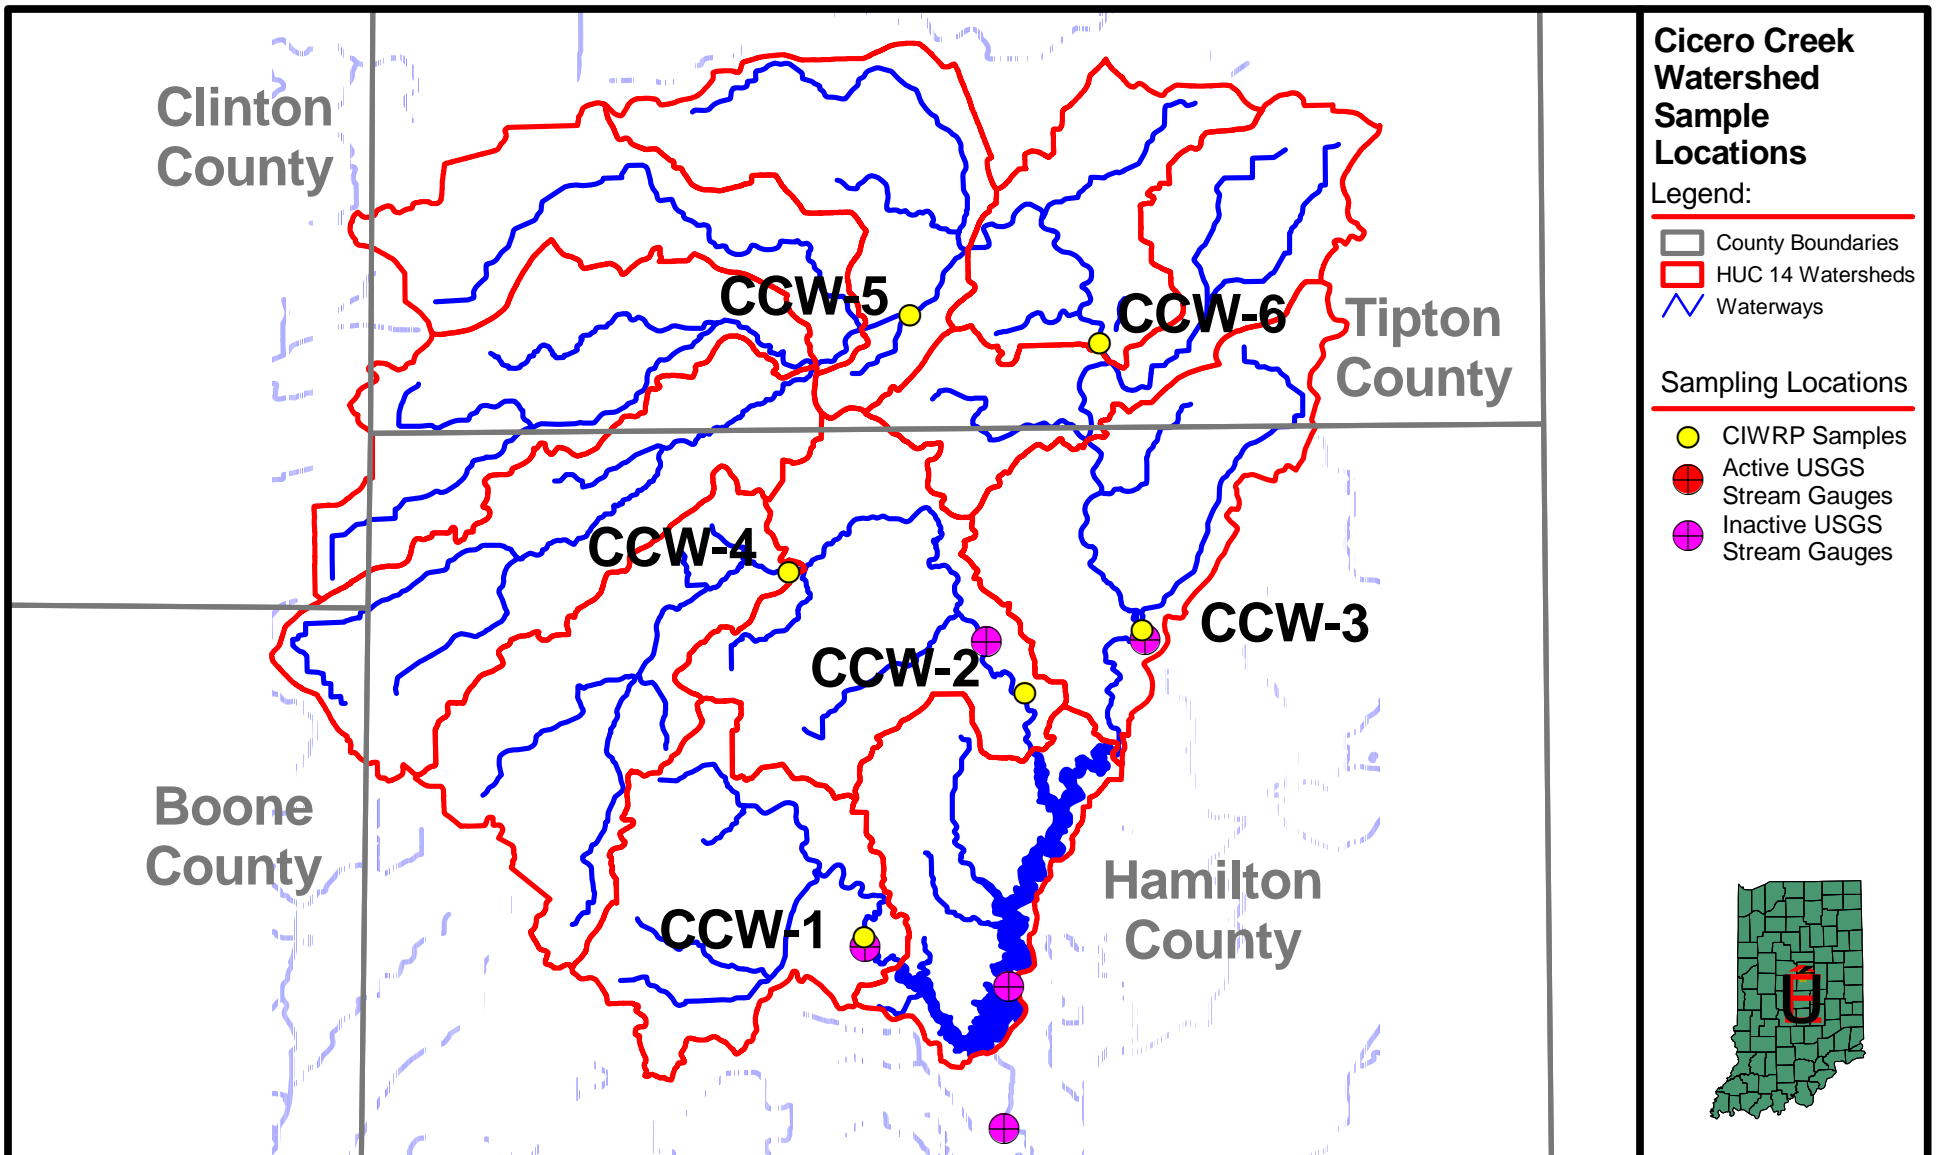 Cicero Creek
Watershed
Sample
Locations
Legend:
County Boundaries
HUC 14 Watersheds
Waterways
Sampling Locations
CIWRP Samples
Active USGS
Stream Gauges
Inactive USGS
Stream Gauges
Clinton
County
CCW-5
CCW-6
Tipton
County
CCW-4
CCW-3
CCW-2
Boone
County
Hamilton
County
CCW-1